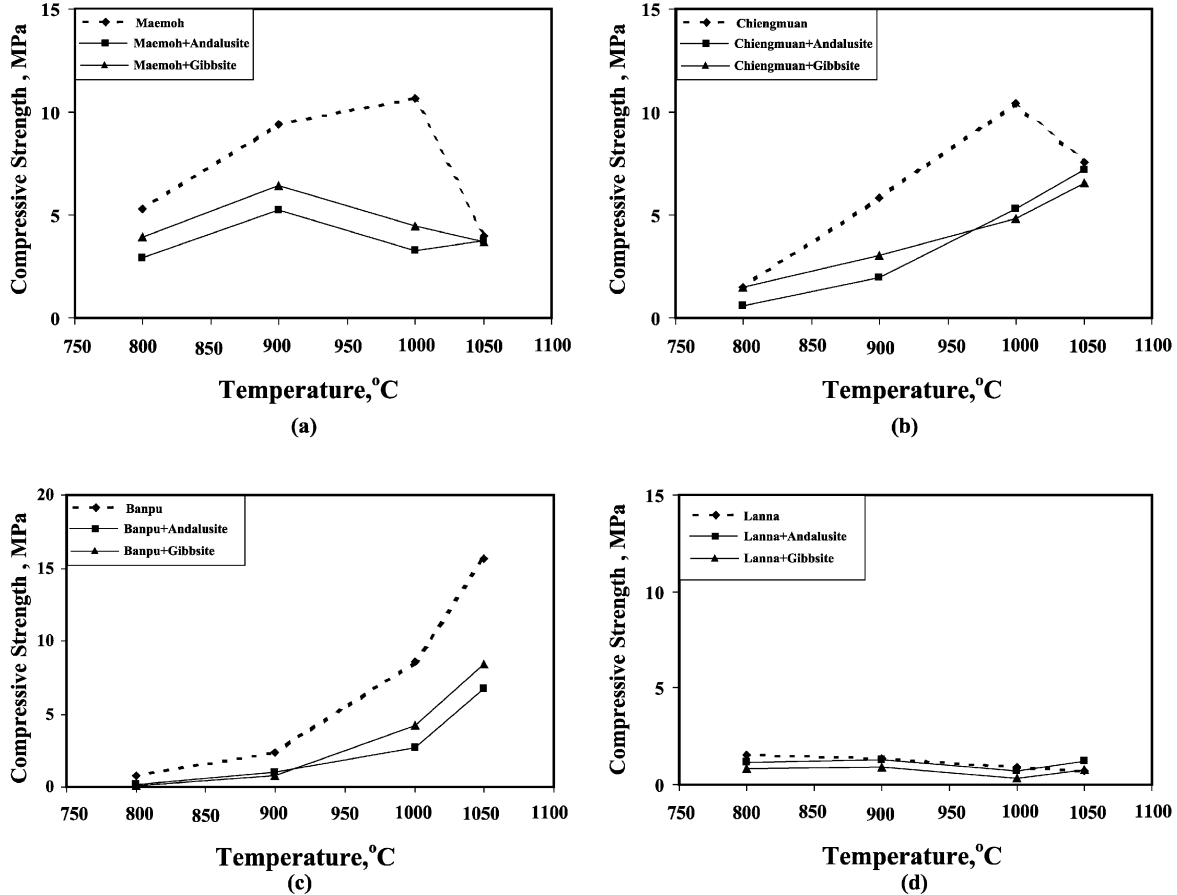 15
10
5
0
Compressive Strength , MPa
Maemoh
Maemoh+Andalusite
Maemoh+Gibbsite
750 800 850 900 950 1000 1050 1100
Temperature,°C
(a)
15
10
5
0
Compressive Strength , MPa
Chiengmuan
Chiengmuan+Andalusite
Chiengmuan+Gibbsite
750 800 850 900 950 1000 1050 1100
Temperature,°C
(b)
20
15
10
5
0
Compressive Strength , MPa
Banpu
Banpu+Andalusite
Banpu+Gibbsite
750 800 850 900 950 1000 1050 1100
Temperature,°C
(c)
15
10
5
0
Compressive Strength , MPa
Lanna
Lanna+Andalusite
Lanna+Gibbsite
750 800 850 900 950 1000 1050 1100
Temperature,°C
(d)